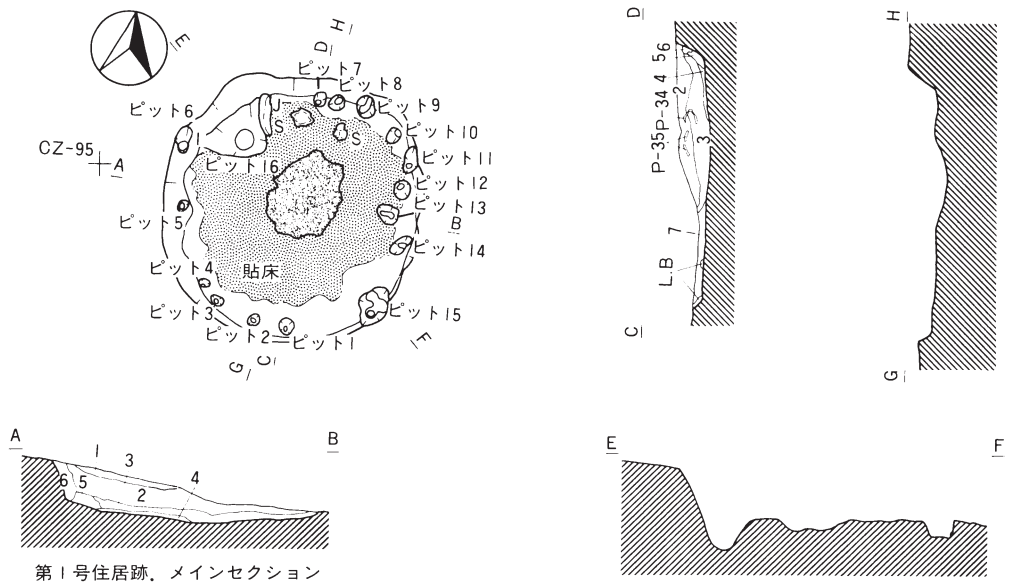 E
D
H
ピット7
ピット8
ピット6
J
ピット9
S
S
ピット10
CZ-95
A
I
ピット11
ピット16
ピット12
ピット13
B
ピット5
ピット14
貼床
ピット4
ピット3
ピット15
ピット2
ピット1
F
G
C
D
5 6
4
2
P-34
P-35
3
7
L.B
C
H
G
A
B
1
3
4
6 5
2
第1号住居跡．メインセクション
E
F